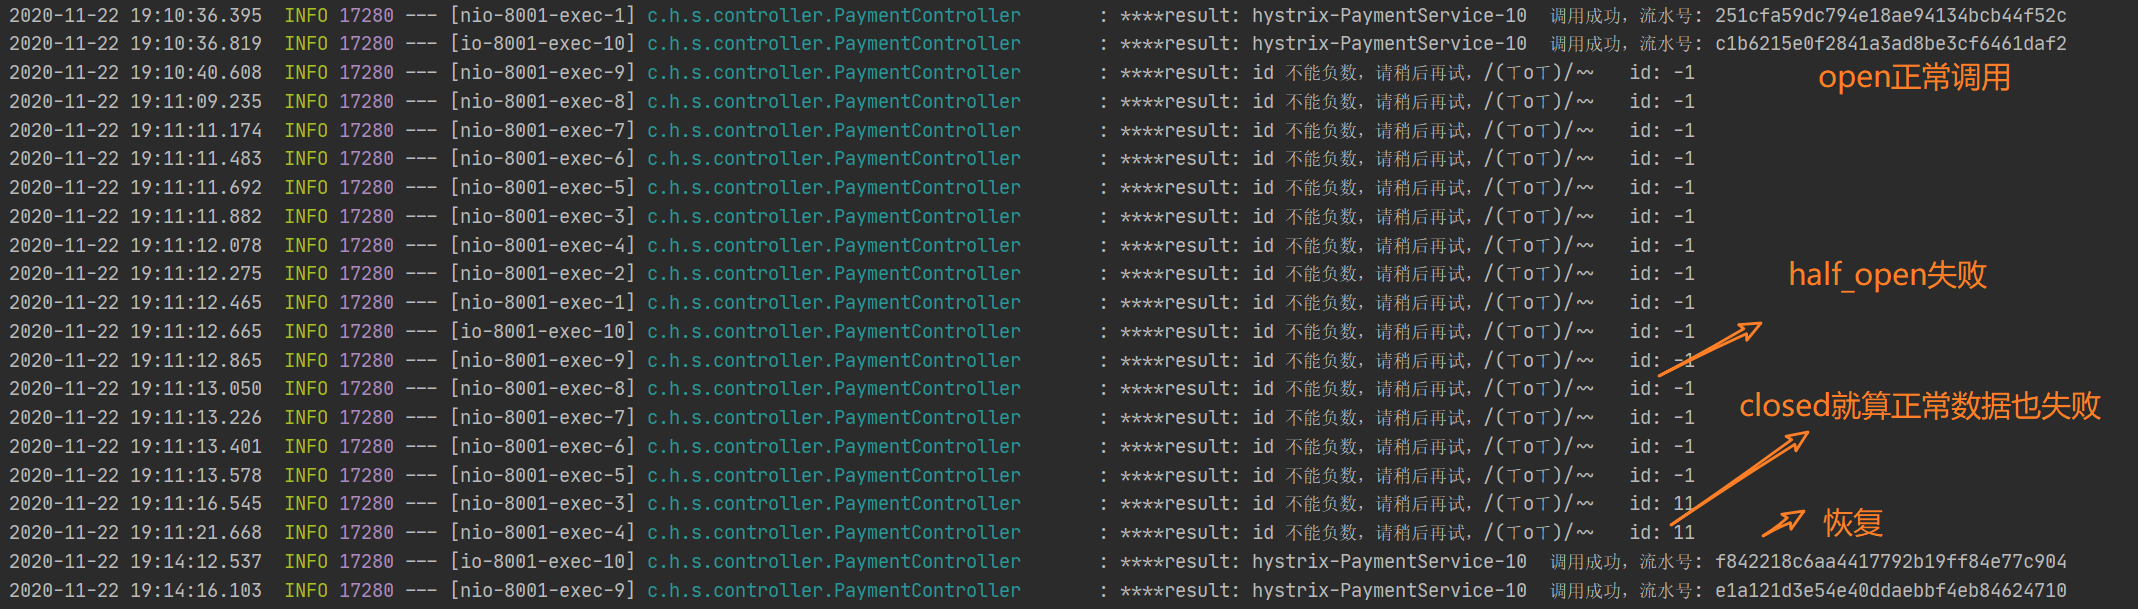 2020-11-22 19:10:36.395  INFO 17280 --- [nio-8001-exec-1] c.h.s.controller.PaymentController       : ****result: hystrix-PaymentService-10  调用成功，流水号: 251cfa59dc794e18ae94134bcb44f52c
2020-11-22 19:10:36.819  INFO 17280 --- [io-8001-exec-10] c.h.s.controller.PaymentController       : ****result: hystrix-PaymentService-10  调用成功，流水号: c1b6215e0f2841a3ad8be3cf6461daf2
2020-11-22 19:10:40.608  INFO 17280 --- [nio-8001-exec-9] c.h.s.controller.PaymentController       : ****result: id 不能负数，请稍后再试，/(ㄒoㄒ)/~~   id: -1
open正常调用
2020-11-22 19:11:09.235  INFO 17280 --- [nio-8001-exec-8] c.h.s.controller.PaymentController       : ****result: id 不能负数，请稍后再试，/(ㄒoㄒ)/~~   id: -1
2020-11-22 19:11:11.174  INFO 17280 --- [nio-8001-exec-7] c.h.s.controller.PaymentController       : ****result: id 不能负数，请稍后再试，/(ㄒoㄒ)/~~   id: -1
2020-11-22 19:11:11.483  INFO 17280 --- [nio-8001-exec-6] c.h.s.controller.PaymentController       : ****result: id 不能负数，请稍后再试，/(ㄒoㄒ)/~~   id: -1
2020-11-22 19:11:11.692  INFO 17280 --- [nio-8001-exec-5] c.h.s.controller.PaymentController       : ****result: id 不能负数，请稍后再试，/(ㄒoㄒ)/~~   id: -1
2020-11-22 19:11:11.882  INFO 17280 --- [nio-8001-exec-3] c.h.s.controller.PaymentController       : ****result: id 不能负数，请稍后再试，/(ㄒoㄒ)/~~   id: -1
2020-11-22 19:11:12.078  INFO 17280 --- [nio-8001-exec-4] c.h.s.controller.PaymentController       : ****result: id 不能负数，请稍后再试，/(ㄒoㄒ)/~~   id: -1
2020-11-22 19:11:12.275  INFO 17280 --- [nio-8001-exec-2] c.h.s.controller.PaymentController       : ****result: id 不能负数，请稍后再试，/(ㄒoㄒ)/~~   id: -1
half_open失败
2020-11-22 19:11:12.465  INFO 17280 --- [nio-8001-exec-1] c.h.s.controller.PaymentController       : ****result: id 不能负数，请稍后再试，/(ㄒoㄒ)/~~   id: -1
2020-11-22 19:11:12.665  INFO 17280 --- [io-8001-exec-10] c.h.s.controller.PaymentController       : ****result: id 不能负数，请稍后再试，/(ㄒoㄒ)/~~   id: -1
2020-11-22 19:11:12.865  INFO 17280 --- [nio-8001-exec-9] c.h.s.controller.PaymentController       : ****result: id 不能负数，请稍后再试，/(ㄒoㄒ)/~~   id: -1
2020-11-22 19:11:13.050  INFO 17280 --- [nio-8001-exec-8] c.h.s.controller.PaymentController       : ****result: id 不能负数，请稍后再试，/(ㄒoㄒ)/~~   id: -1
closed就算正常数据也失败
2020-11-22 19:11:13.226  INFO 17280 --- [nio-8001-exec-7] c.h.s.controller.PaymentController       : ****result: id 不能负数，请稍后再试，/(ㄒoㄒ)/~~   id: -1
2020-11-22 19:11:13.401  INFO 17280 --- [nio-8001-exec-6] c.h.s.controller.PaymentController       : ****result: id 不能负数，请稍后再试，/(ㄒoㄒ)/~~   id: -1
2020-11-22 19:11:13.578  INFO 17280 --- [nio-8001-exec-5] c.h.s.controller.PaymentController       : ****result: id 不能负数，请稍后再试，/(ㄒoㄒ)/~~   id: -1
2020-11-22 19:11:16.545  INFO 17280 --- [nio-8001-exec-3] c.h.s.controller.PaymentController       : ****result: id 不能负数，请稍后再试，/(ㄒoㄒ)/~~   id: 11
2020-11-22 19:11:21.668  INFO 17280 --- [nio-8001-exec-4] c.h.s.controller.PaymentController       : ****result: id 不能负数，请稍后再试，/(ㄒoㄒ)/~~   id: 11
恢复
2020-11-22 19:14:12.537  INFO 17280 --- [io-8001-exec-10] c.h.s.controller.PaymentController       : ****result: hystrix-PaymentService-10  调用成功，流水号: f842218c6aa4417792b19ff84e77c904
2020-11-22 19:14:16.103  INFO 17280 --- [nio-8001-exec-9] c.h.s.controller.PaymentController       : ****result: hystrix-PaymentService-10  调用成功，流水号: e1a121d3e54e40ddaebbf4eb84624710